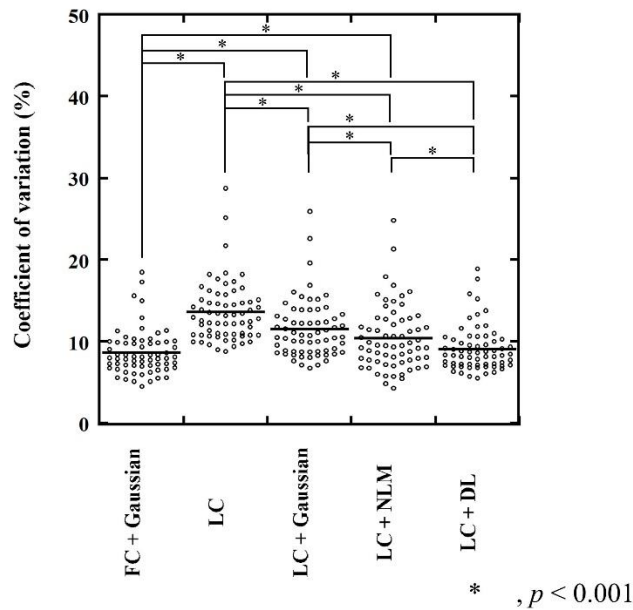 50
*
*
*
*
40
*
*
*
*
*
30
20
10
0
Coefficient of variation (%)
FC + Gaussian
LC
LC + Gaussian
LC + NLM
LC + DL
* , p < 0.001